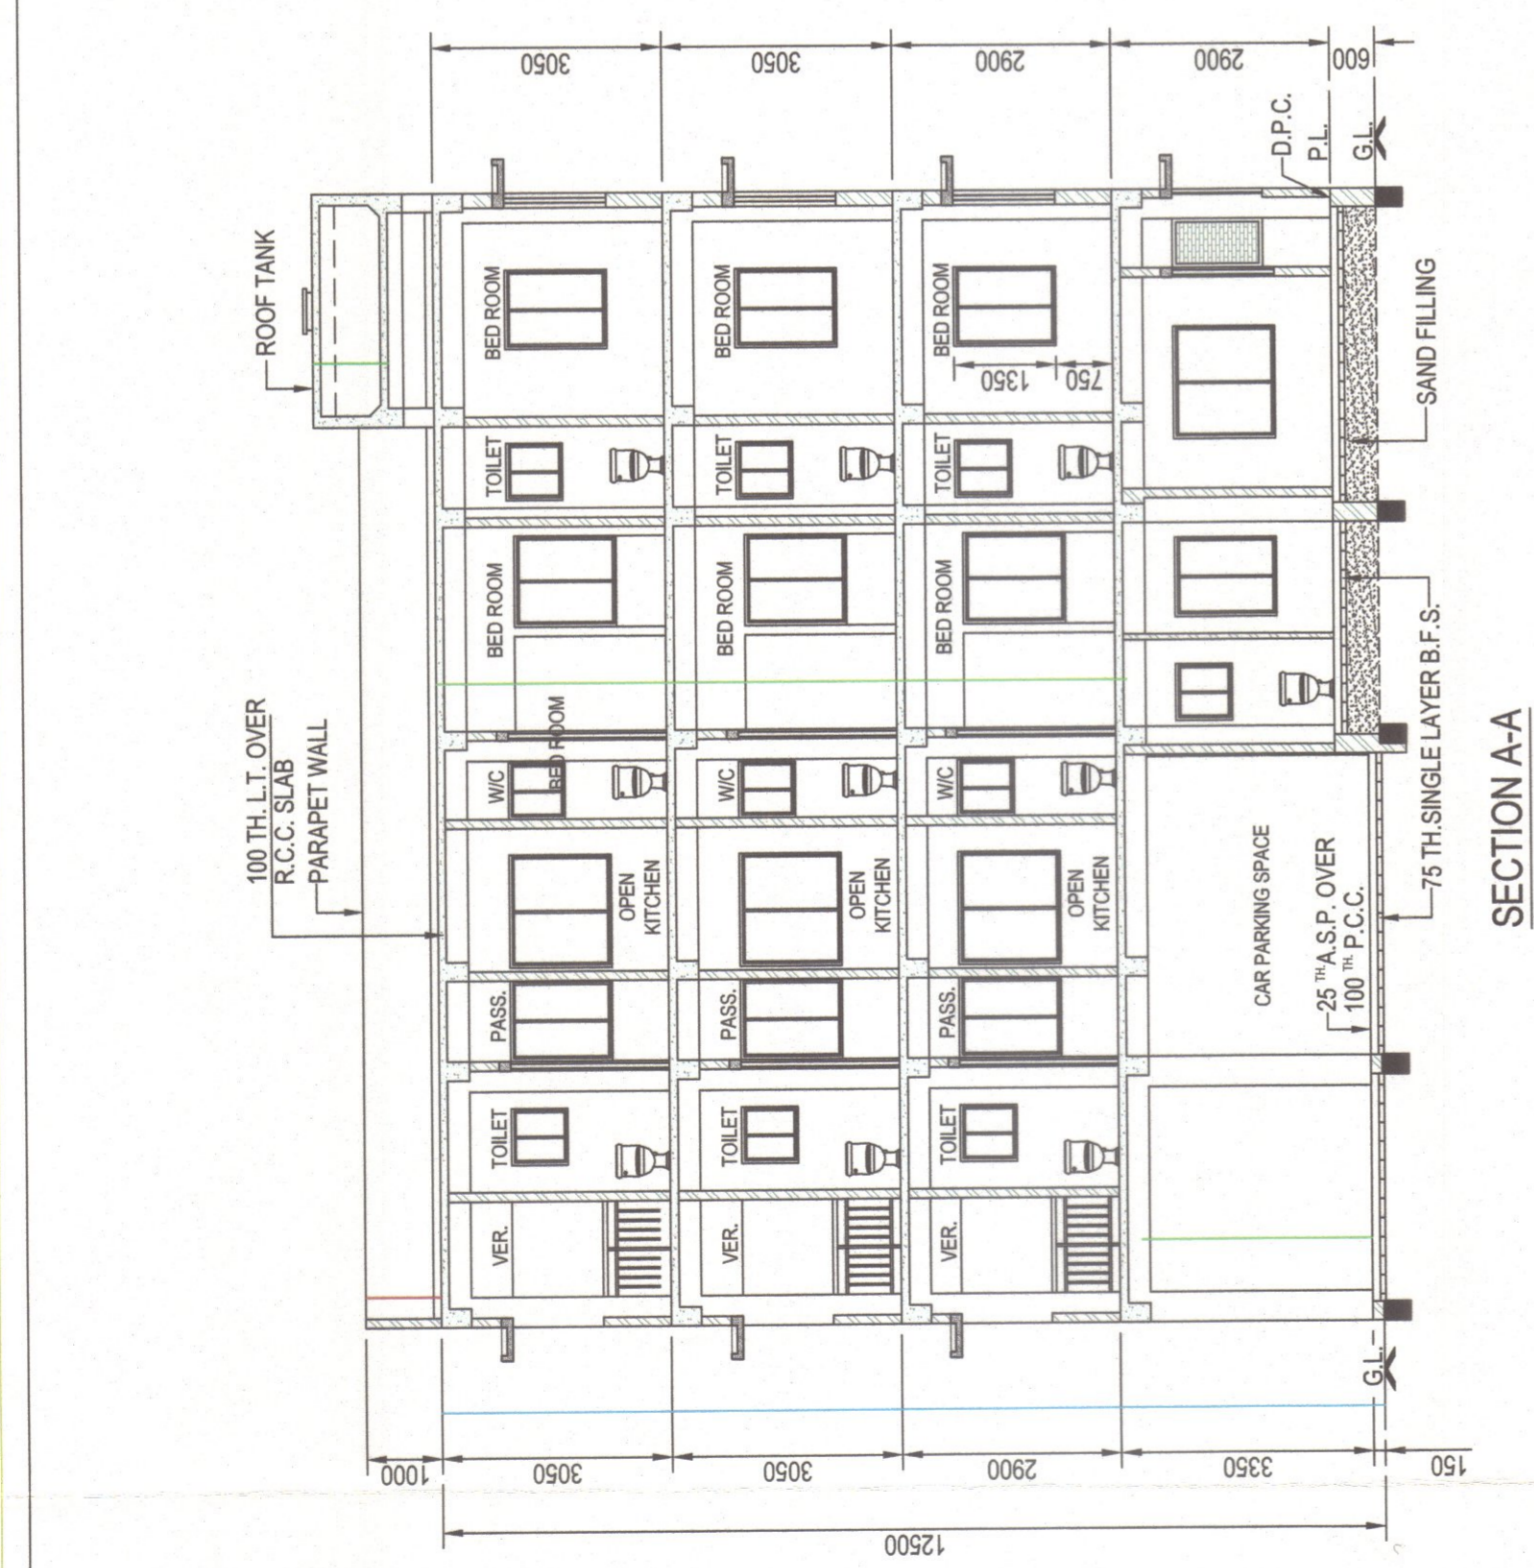 ROOF TANK
100 TH. L.T. OVER
R.C.C. SLAB
PARAPET WALL
1000
3050
3050
2900
3350
150
12500
3050
3050
2900
2900
600
VER.
TOILET
PASS.
OPEN
KITCHEN
W/C
BED ROOM
BED ROOM
TOILET
BED ROOM
VER.
TOILET
PASS.
OPEN
KITCHEN
W/C
BED ROOM
TOILET
BED ROOM
VER.
TOILET
PASS.
OPEN
KITCHEN
W/C
BED ROOM
TOILET
BED ROOM
1350
750
CAR PARKING SPACE
25 TH. A.S.P. OVER
100 TH. P.C.C.
D.P.C.
P.L.
G.L.
G.L.
SAND FILLING
75 TH.SINGLE LAYER B.F.S.
SECTION A-A